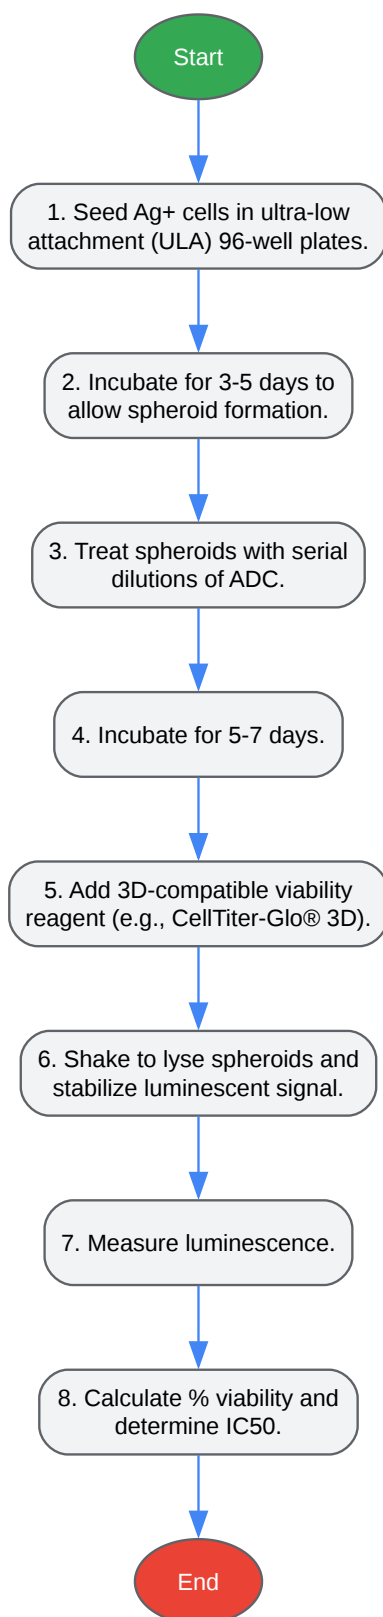 Start
1. Seed Ag+ cells in ultra-low
attachment (ULA) 96-well plates.
2. Incubate for 3-5 days to
allow spheroid formation.
3. Treat spheroids with serial
dilutions of ADC.
4. Incubate for 5-7 days.
5. Add 3D-compatible viability
reagent (e.g., CellTiter-Glo® 3D).
6. Shake to lyse spheroids and
stabilize luminescent signal.
7. Measure luminescence.
8. Calculate % viability and
determine IC50.
End